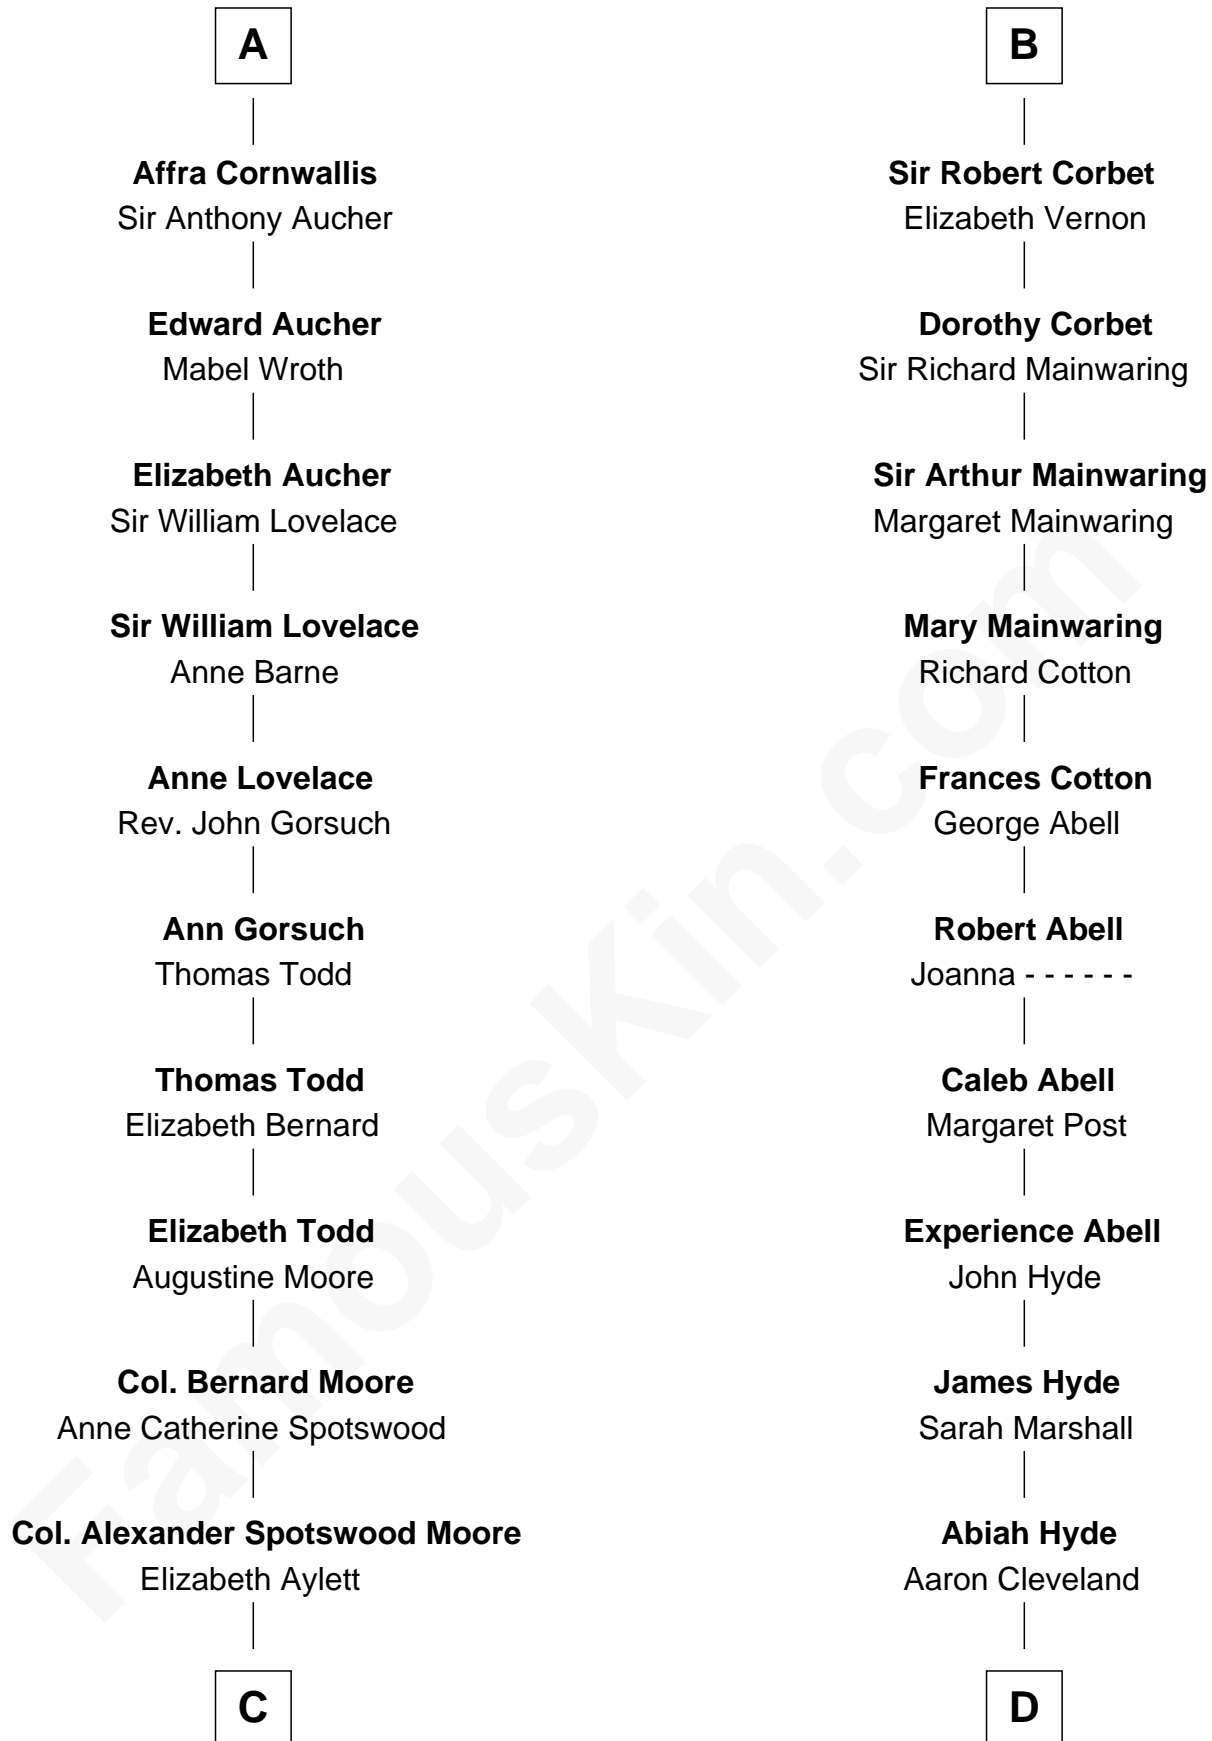 A
Affra Cornwallis
Sir Anthony Aucher
Edward Aucher
Mabel Wroth
Elizabeth Aucher
Sir William Lovelace
Sir William Lovelace
Anne Barne
Anne Lovelace
Rev. John Gorsuch
Ann Gorsuch
Thomas Todd
Thomas Todd
Elizabeth Bernard
Elizabeth Todd
Augustine Moore
Col. Bernard Moore
Anne Catherine Spotswood
Col. Alexander Spotswood Moore
Elizabeth Aylett
C
B
Sir Robert Corbet
Elizabeth Vernon
Dorothy Corbet
Sir Richard Mainwaring
Sir Arthur Mainwaring
Margaret Mainwaring
Mary Mainwaring
Richard Cotton
Frances Cotton
George Abell
Robert Abell
Joanna - - - - - -
Caleb Abell
Margaret Post
Experience Abell
John Hyde
James Hyde
Sarah Marshall
Abiah Hyde
Aaron Cleveland
D
FamousKin.com